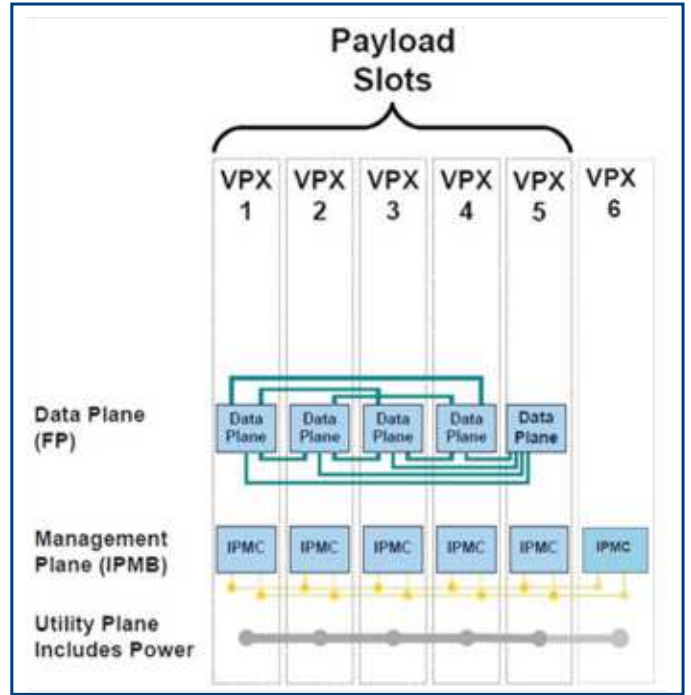 Payload
Slots
VPX VPX VPX VPX VPX VPX
1 2 3 4 5 6
Data Plane
(FP)
Data
Plane
Data
Plane
Data
Plane
Data
Plane
Data
Plane
Management
Plane (IPMB)
IPMC IPMC IPMC IPMC IPMC IPMC
Utility Plane
Includes Power